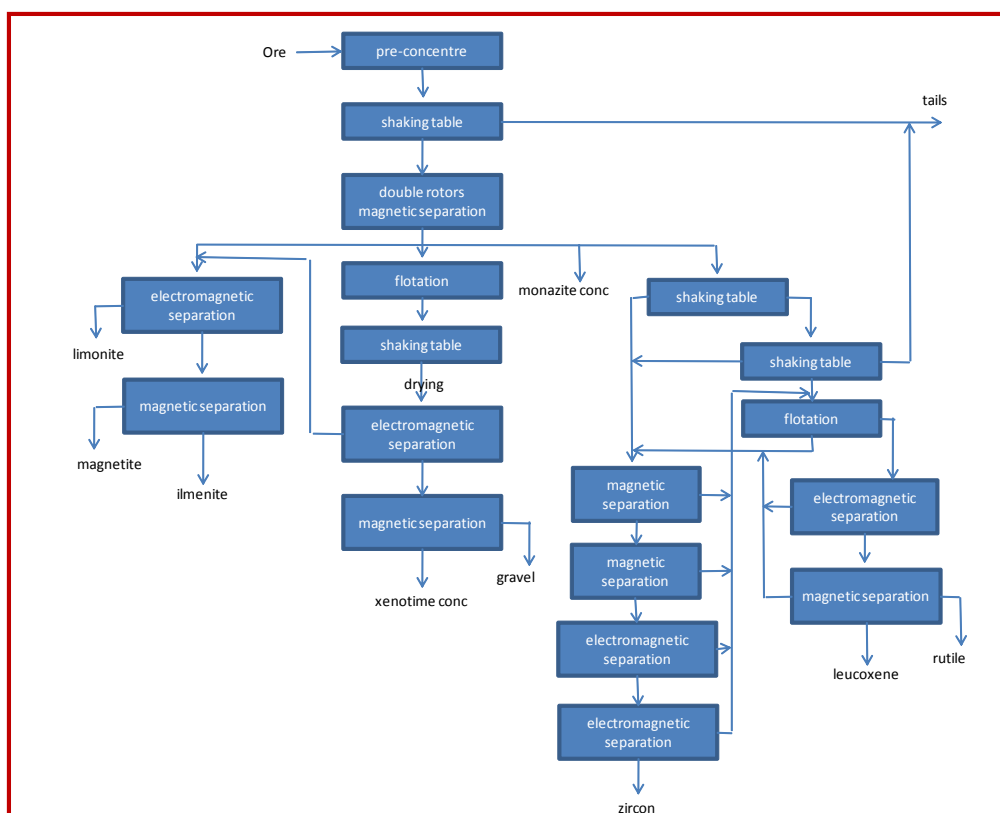 Ore
pre-concentre
tails
shaking table
double rotors
magnetic separation
electromagnetic
separation
flotation
monazite conc
shaking table
limonite
shaking table
shaking table
drying
magnetic separation
electromagnetic
separation
flotation
magnetite
ilmenite
magnetic
separation
electromagnetic
separation
magnetic separation
gravel
xenotime conc
magnetic
separation
magnetic separation
electromagnetic
separation
rutile
leucoxene
electromagnetic
separation
zircon